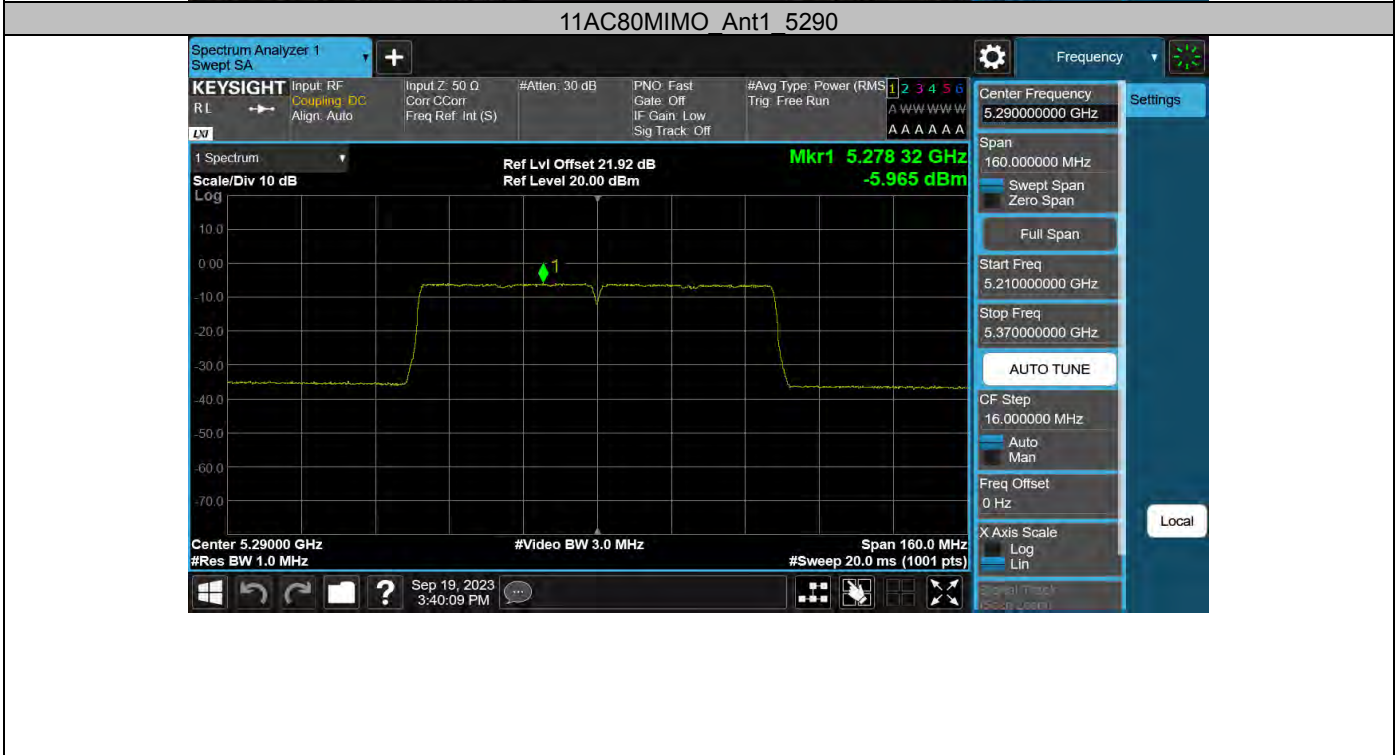 11AC80MIMO_Ant1_5290
Spectrum Analyzer 1
Swept SA
+
Frequency
KEYSIGHT
RL
LXI
Input: RF
Coupling: DC
Align: Auto
Input Z: 50 Ω
Corr CCorr
Freq Ref: Int (S)
#Atten: 30 dB
PNO: Fast
Gate: Off
IF Gain: Low
Sig Track: Off
#Avg Type: Power (RMS
Trig: Free Run
1 2 3 4 5 6
A W W W W W
A A A A A A
Center Frequency
5.290000000 GHz
Settings
1 Spectrum
Scale/Div 10 dB
Log
Ref Lvl Offset 21.92 dB
Ref Level 20.00 dBm
Mkr1 5.278 32 GHz
-5.965 dBm
Span
160.000000 MHz
Swept Span
Zero Span
Full Span
Start Freq
5.210000000 GHz
Stop Freq
5.370000000 GHz
AUTO TUNE
CF Step
16.000000 MHz
Auto
Man
Freq Offset
0 Hz
X Axis Scale
Log
Lin
Local
10.0
0.00
-10.0
-20.0
-30.0
-40.0
-50.0
-60.0
-70.0
1
Center 5.29000 GHz
#Res BW 1.0 MHz
#Video BW 3.0 MHz
Span 160.0 MHz
#Sweep 20.0 ms (1001 pts)
?
Sep 19, 2023
3:40:09 PM
Signal Track
(Span Zoom)